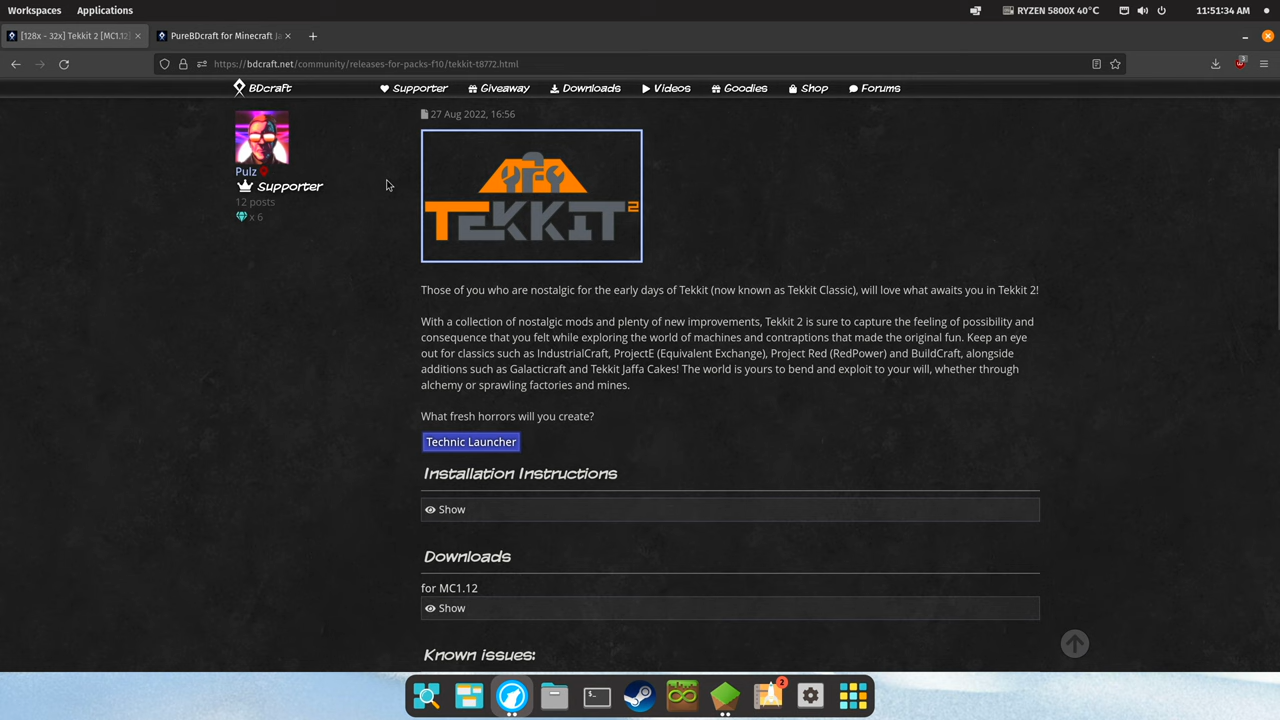 Workspaces Applications RYZEN 5800X 40°C 11:51:34 AM
[128x - 32x] Tekkit 2 [MC1.12 PureBDcraft for Minecraft Ja
https://bdcraft.net/community/releases-for-packs-f10/tekkit-t8772.html 3
BDcraft Supporter Giveaway Downloads Videos Goodies Shop Forums
27 Aug 2022, 16:56
Pulz
Supporter
12 posts
x 6
TEKKIT 2
Those of you who are nostalgic for the early days of Tekkit (now known as Tekkit Classic), will love what awaits you in Tekkit 2!
With a collection of nostalgic mods and plenty of new improvements, Tekkit 2 is sure to capture the feeling of possibility and
consequence that you felt while exploring the world of machines and contraptions that made the original fun. Keep an eye
out for classics such as IndustrialCraft, ProjectE (Equivalent Exchange), Project Red (RedPower) and BuildCraft, alongside
additions such as Galacticraft and Tekkit Jaffa Cakes! The world is yours to bend and exploit to your will, whether through
alchemy or sprawling factories and mines.
What fresh horrors will you create?
Technic Launcher
Installation Instructions
Show
Downloads
for MC1.12
Show
Known issues:
2